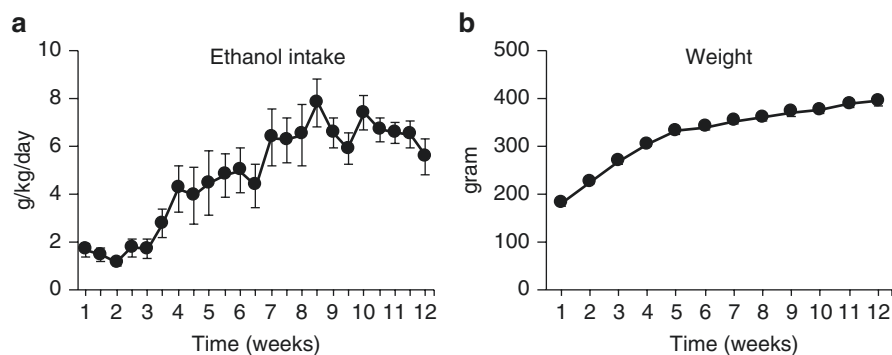 a
Ethanol intake
g/kg/day
10
8
6
4
2
0
1 2 3 4 5 6 7 8 9 10 11 12
Time (weeks)
b
Weight
gram
500
400
300
200
100
0
1 2 3 4 5 6 7 8 9 10 11 12
Time (weeks)